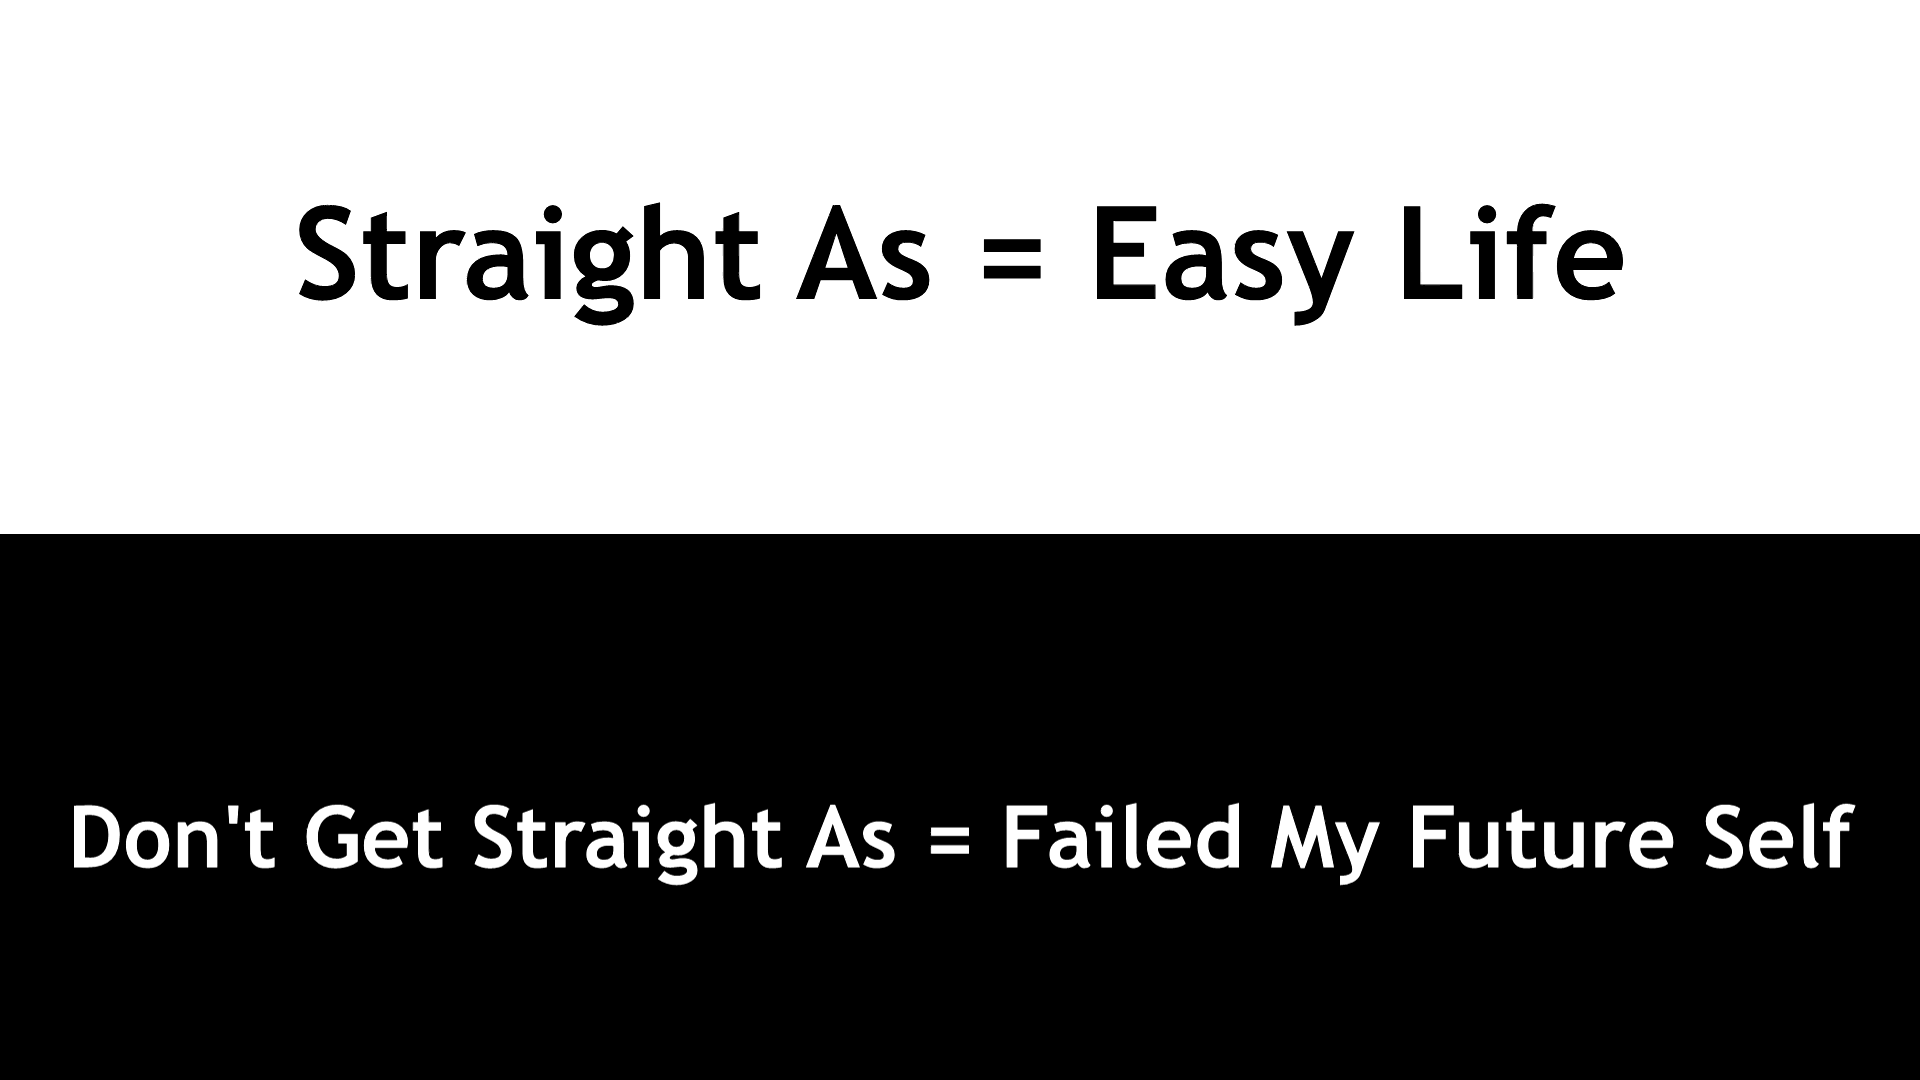 Straight As = Easy Life
Don't Get Straight As = Failed My Future Self